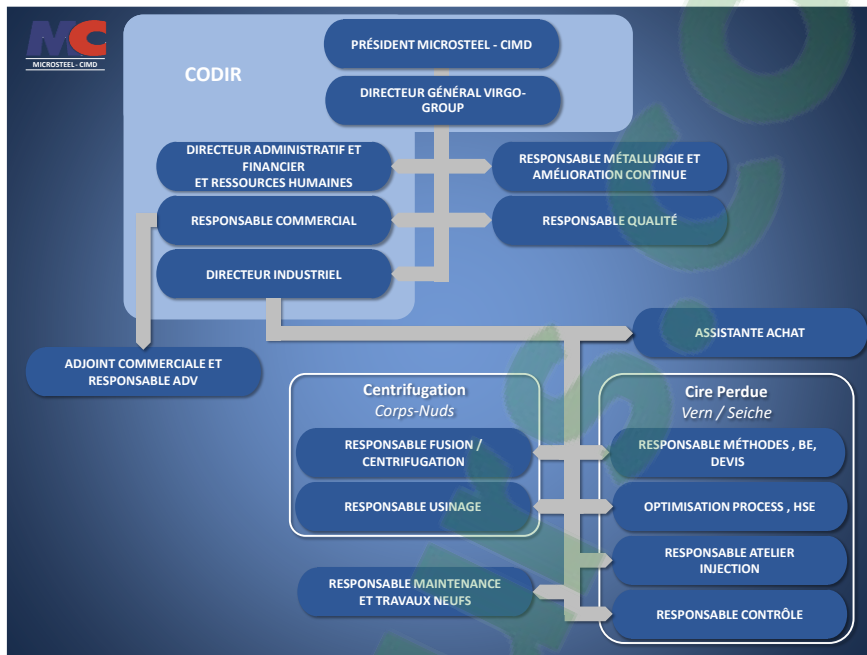 MC
MICROSTEEL - CIMD
CODIR
PRÉSIDENT MICROSTEEL - CIMD
DIRECTEUR GÉNÉRAL VIRGO-
GROUP
DIRECTEUR ADMINISTRATIF ET
FINANCIER
ET RESSOURCES HUMAINES
RESPONSABLE MÉTALLURGIE ET
AMÉLIORATION CONTINUE
RESPONSABLE COMMERCIAL
RESPONSABLE QUALITÉ
DIRECTEUR INDUSTRIEL
ASSISTANTE ACHAT
ADJOINT COMMERCIALE ET
RESPONSABLE ADV
Centrifugation
Corps-Nuds
RESPONSABLE FUSION /
CENTRIFUGATION
RESPONSABLE USINAGE
Cire Perdue
Vern / Seiche
RESPONSABLE MÉTHODES , BE,
DEVIS
OPTIMISATION PROCESS , HSE
RESPONSABLE ATELIER
INJECTION
RESPONSABLE CONTRÔLE
RESPONSABLE MAINTENANCE
ET TRAVAUX NEUFS